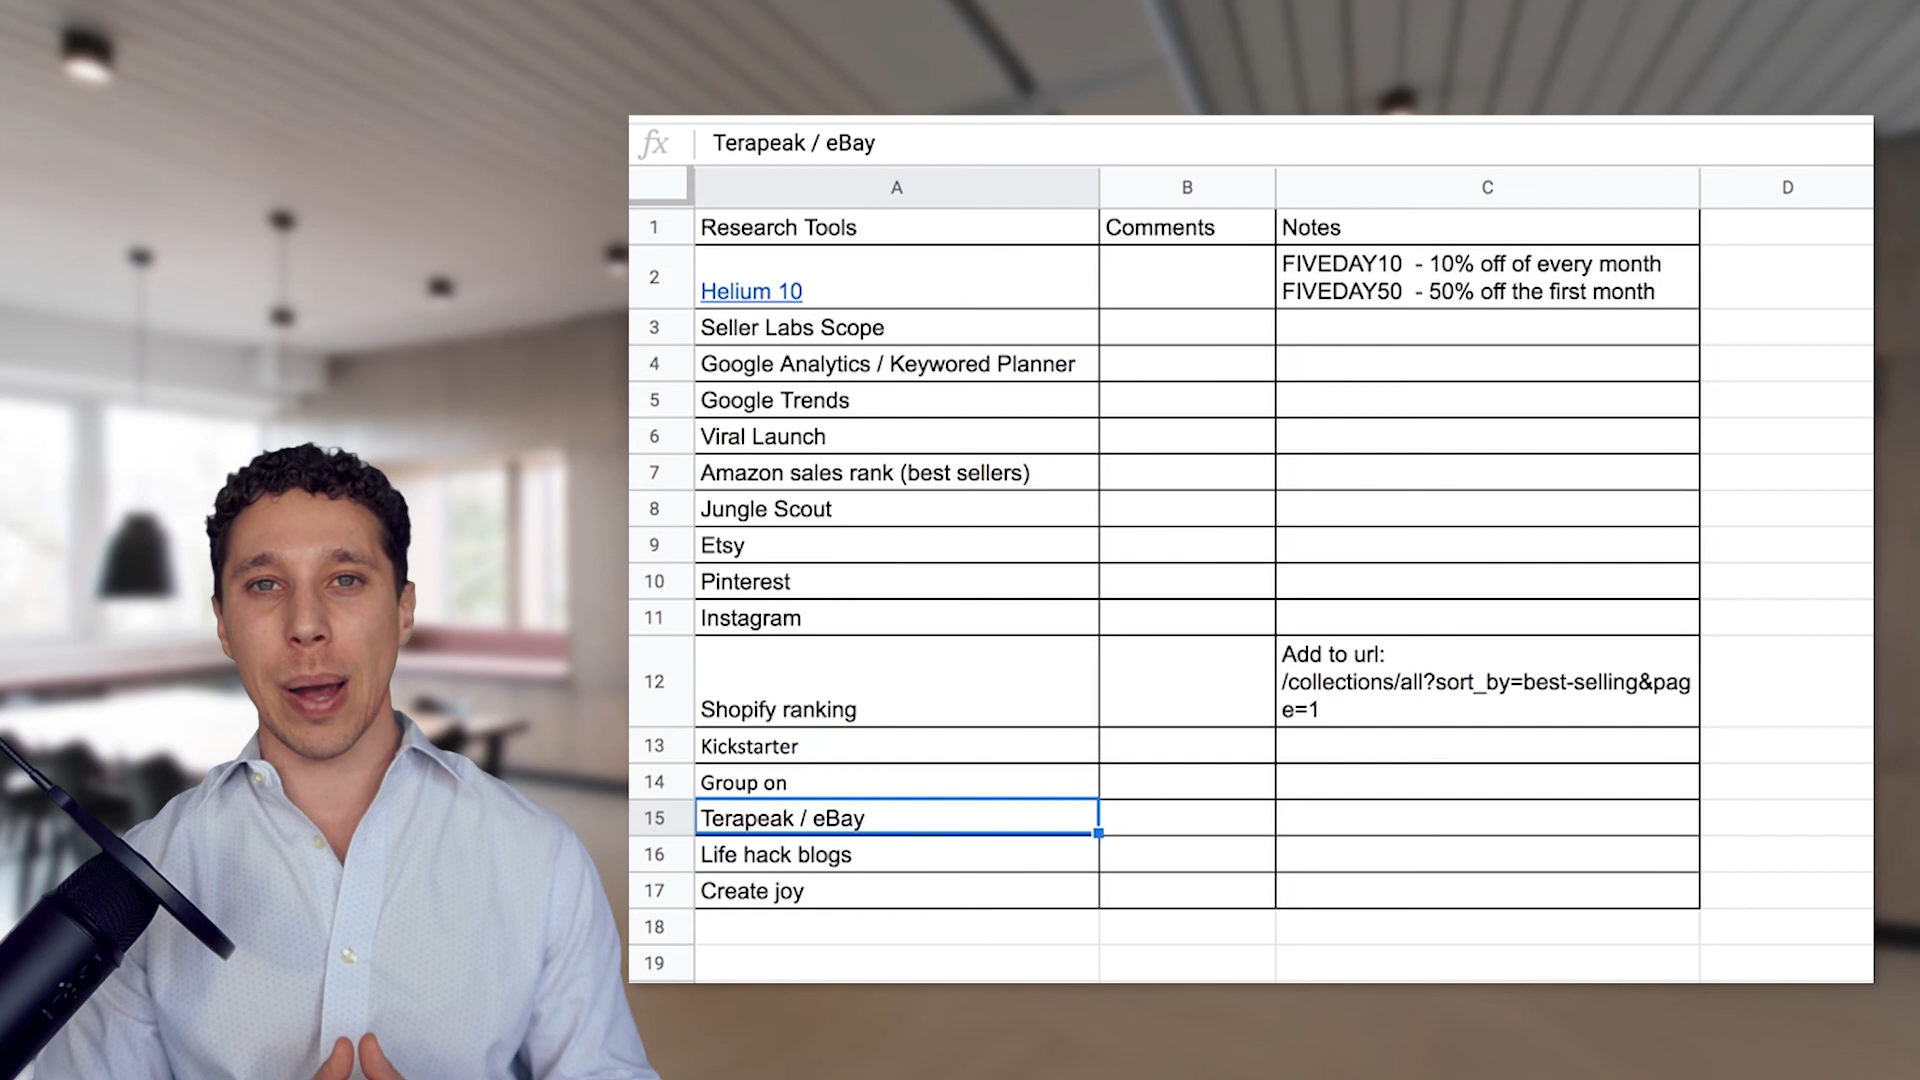 fx Terapeak / eBay
A B C D
1 Research Tools Comments Notes
2 Helium 10 FIVEDAY10 - 10% off of every month
FIVEDAY50 - 50% off the first month
3 Seller Labs Scope
4 Google Analytics / Keywored Planner
5 Google Trends
6 Viral Launch
7 Amazon sales rank (best sellers)
8 Jungle Scout
9 Etsy
10 Pinterest
11 Instagram
12 Shopify ranking Add to url:
/collections/all?sort_by=best-selling&pag
e=1
13 Kickstarter
14 Group on
15 Terapeak / eBay
16 Life hack blogs
17 Create joy
18
19